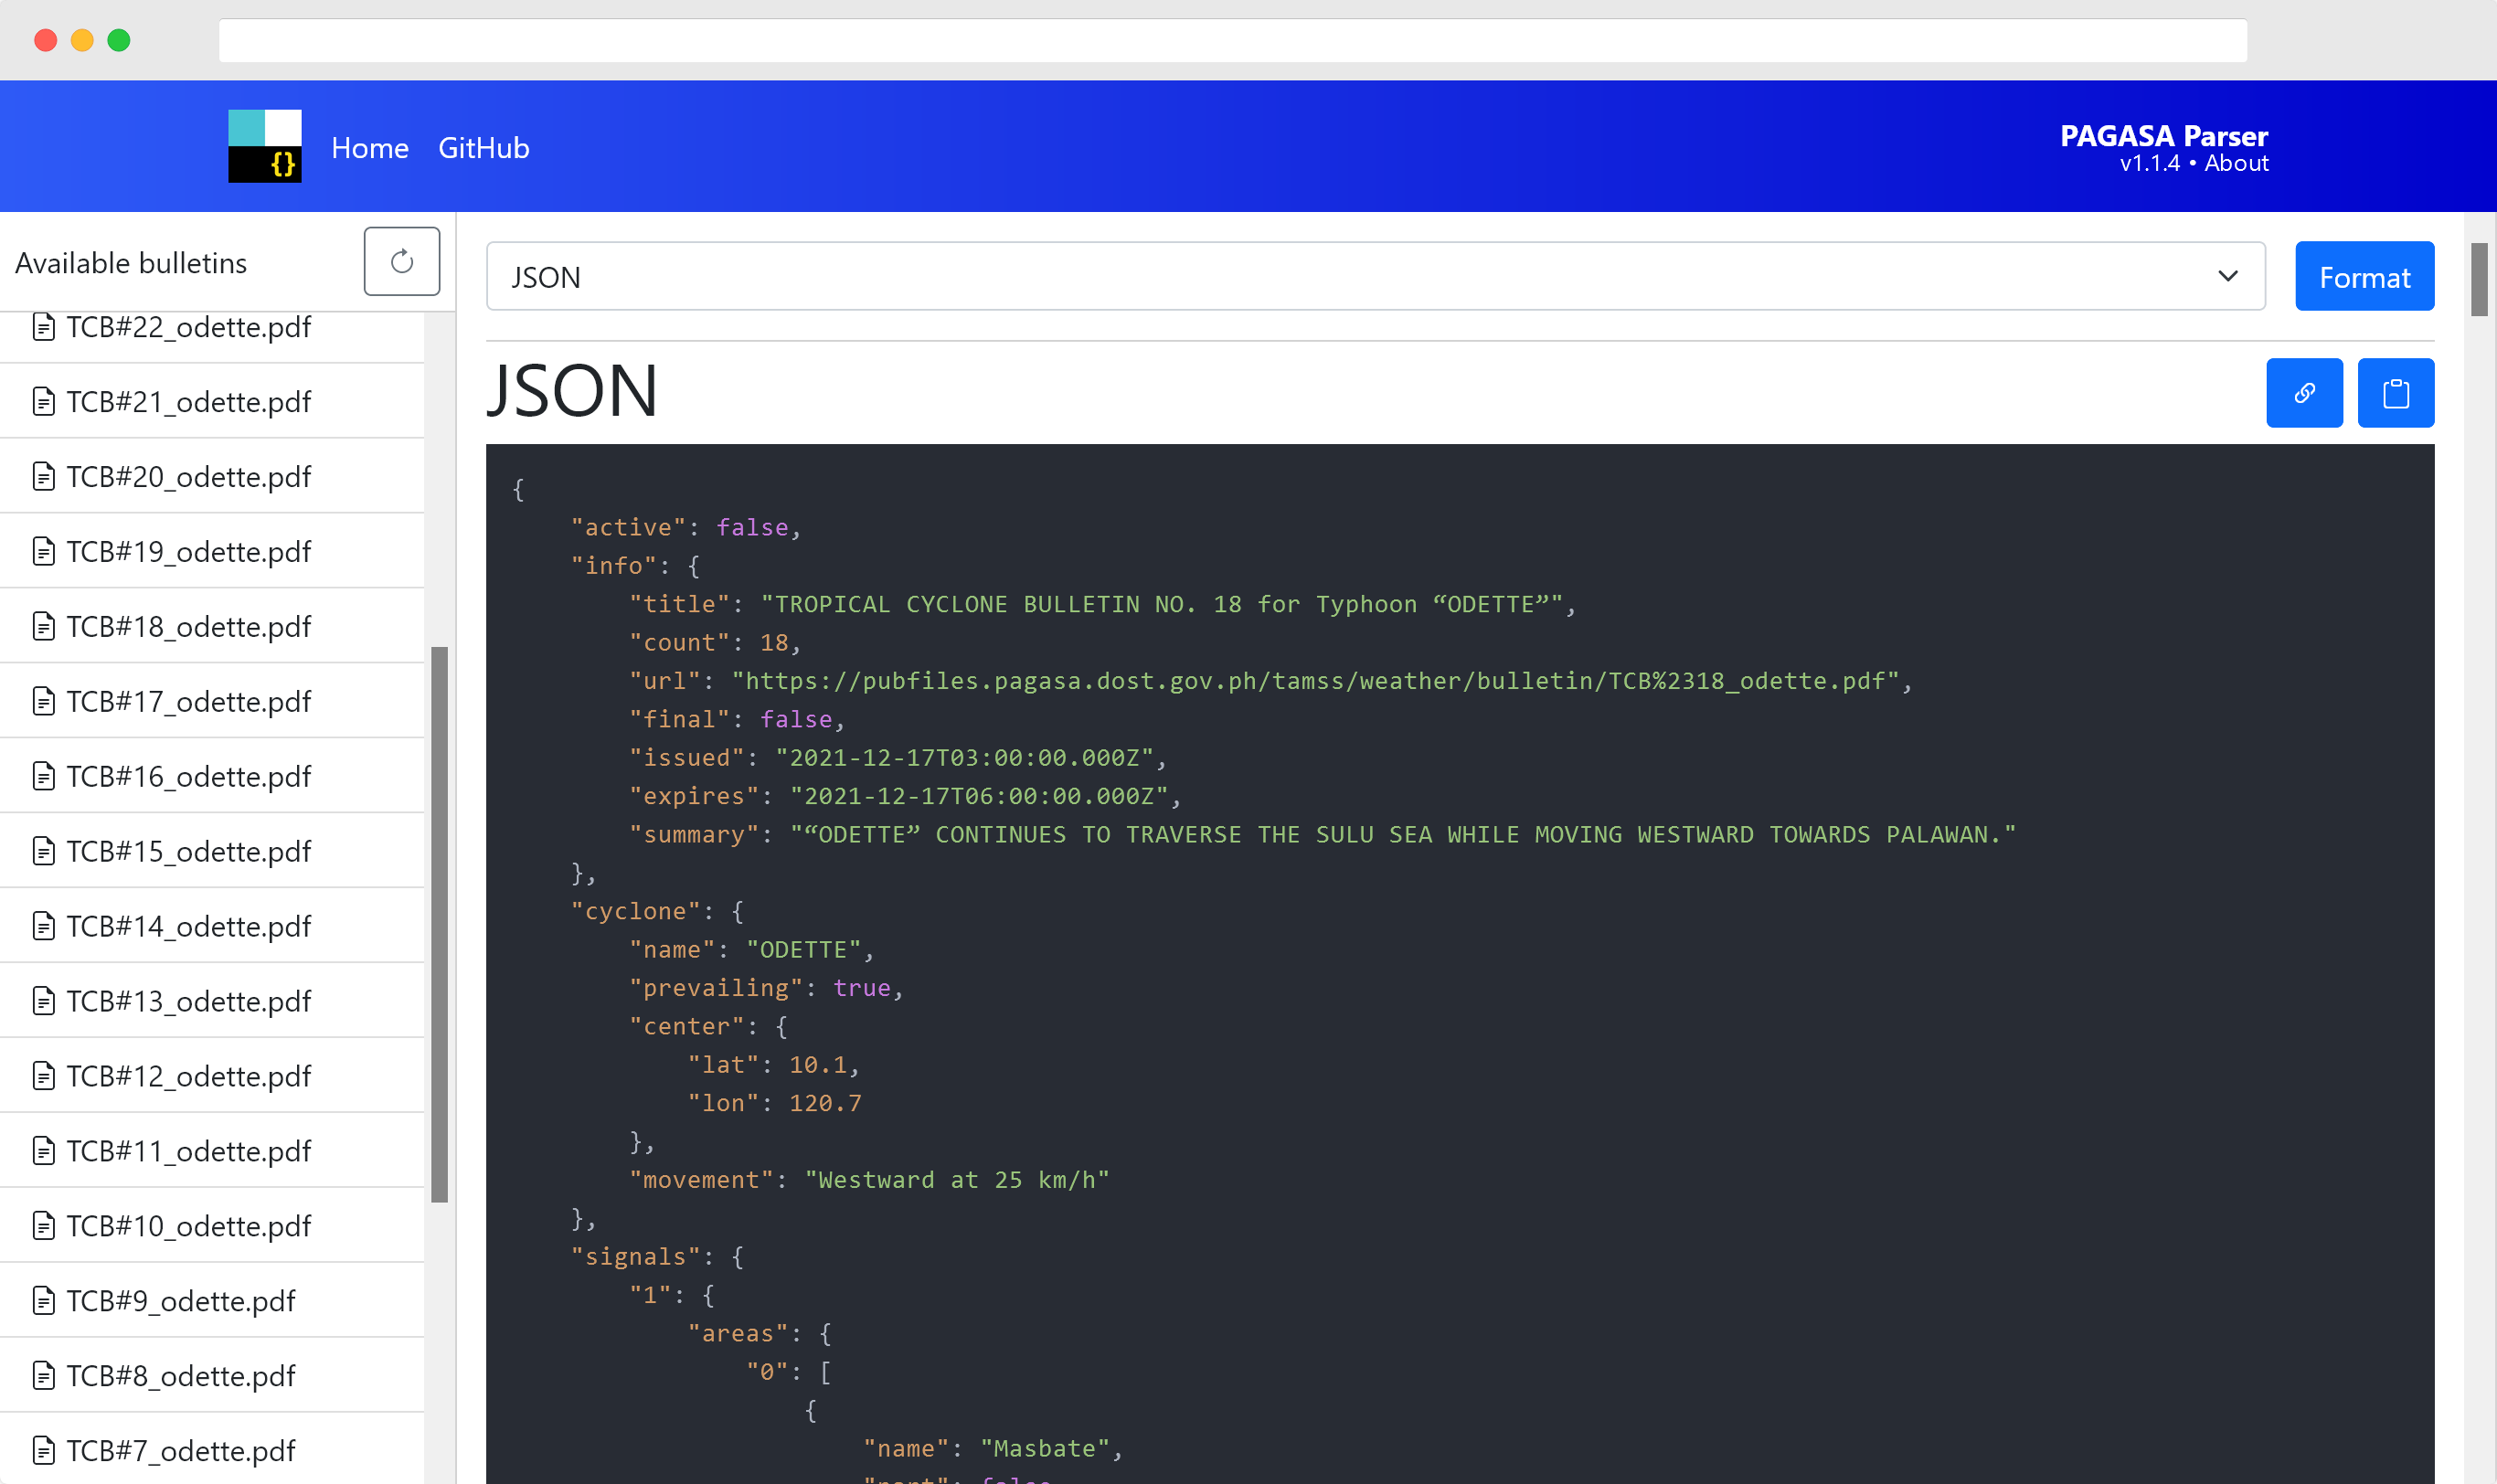 {}
Home GitHub
PAGASA Parser
v1.1.4 • About
Available bulletins
TCB#22_odette.pdf
TCB#21_odette.pdf
TCB#20_odette.pdf
TCB#19_odette.pdf
TCB#18_odette.pdf
TCB#17_odette.pdf
TCB#16_odette.pdf
TCB#15_odette.pdf
TCB#14_odette.pdf
TCB#13_odette.pdf
TCB#12_odette.pdf
TCB#11_odette.pdf
TCB#10_odette.pdf
TCB#9_odette.pdf
TCB#8_odette.pdf
TCB#7_odette.pdf
JSON
Format
JSON
{
    "active": false,
    "info": {
        "title": "TROPICAL CYCLONE BULLETIN NO. 18 for Typhoon “ODETTE”",
        "count": 18,
        "url": "https://pubfiles.pagasa.dost.gov.ph/tamss/weather/bulletin/TCB%2318_odette.pdf",
        "final": false,
        "issued": "2021-12-17T03:00:00.000Z",
        "expires": "2021-12-17T06:00:00.000Z",
        "summary": "“ODETTE” CONTINUES TO TRAVERSE THE SULU SEA WHILE MOVING WESTWARD TOWARDS PALAWAN."
    },
    "cyclone": {
        "name": "ODETTE",
        "prevailing": true,
        "center": {
            "lat": 10.1,
            "lon": 120.7
        },
        "movement": "Westward at 25 km/h"
    },
    "signals": {
        "1": {
            "areas": {
                "0": [
                    {
                        "name": "Masbate",